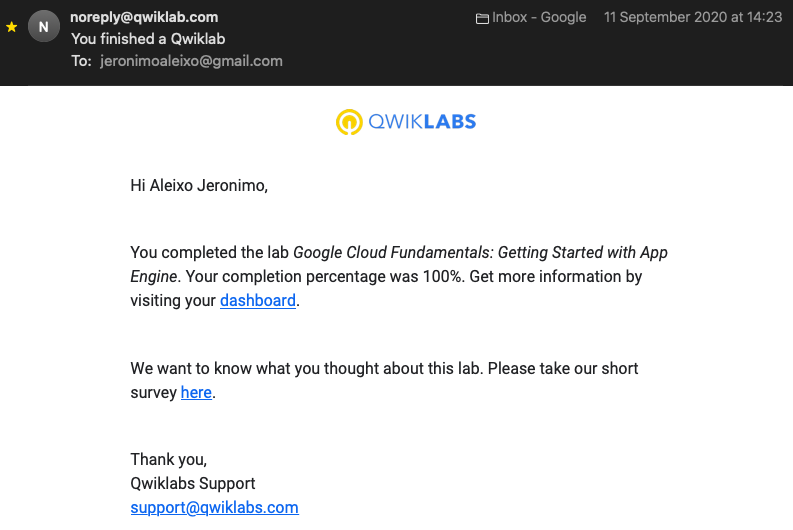 N
noreply@qwiklab.com
Inbox - Google 11 September 2020 at 14:23
You finished a Qwiklab
To: jeronimoaleixo@gmail.com
QWIKLABS
Hi Aleixo Jeronimo,
You completed the lab Google Cloud Fundamentals: Getting Started with App
Engine. Your completion percentage was 100%. Get more information by
visiting your dashboard.
We want to know what you thought about this lab. Please take our short
survey here.
Thank you,
Qwiklabs Support
support@qwiklabs.com